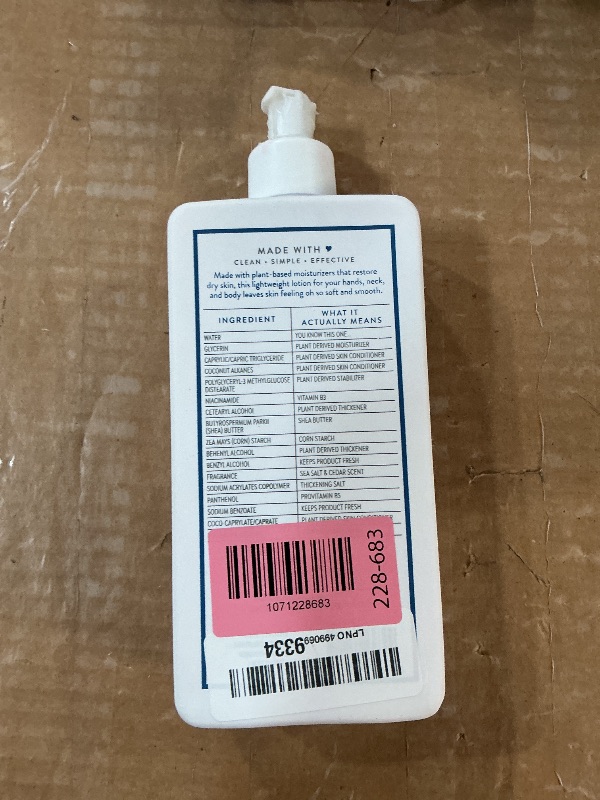 MADE WITH ♥
CLEAN • SIMPLE • EFFECTIVE
Made with plant-based moisturizers that restore
dry skin, this lightweight lotion for your hands, neck,
and body leaves skin feeling oh so soft and smooth.
INGREDIENT WHAT IT ACTUALLY MEANS
WATER YOU KNOW THIS ONE...
GLYCERIN PLANT DERIVED MOISTURIZER
CAPRYLIC/CAPRIC TRIGLYCERIDE PLANT DERIVED SKIN CONDITIONER
COCONUT ALKANES PLANT DERIVED SKIN CONDITIONER
POLYGLYCERYL-3 METHYLGLUCOSE PLANT DERIVED STABILIZER
DISTEARATE
NIACINAMIDE VITAMIN B3
CETEARYL ALCOHOL PLANT DERIVED THICKENER
BUTYROSPERMUM PARKII SHEA BUTTER
(SHEA) BUTTER
ZEA MAYS (CORN) STARCH CORN STARCH
BEHENYL ALCOHOL PLANT DERIVED THICKENER
BENZYL ALCOHOL KEEPS PRODUCT FRESH
FRAGRANCE SEA SALT & CEDAR SCENT
SODIUM ACRYLATES COPOLYMER THICKENING SALT
PANTHENOL PROVITAMIN B5
SODIUM BENZOATE KEEPS PRODUCT FRESH
COCO-CAPRYLATE/CAPRATE PLANT DERIVED SKIN CONDITIONER
1071228683
228-683
LPNO 4990699334